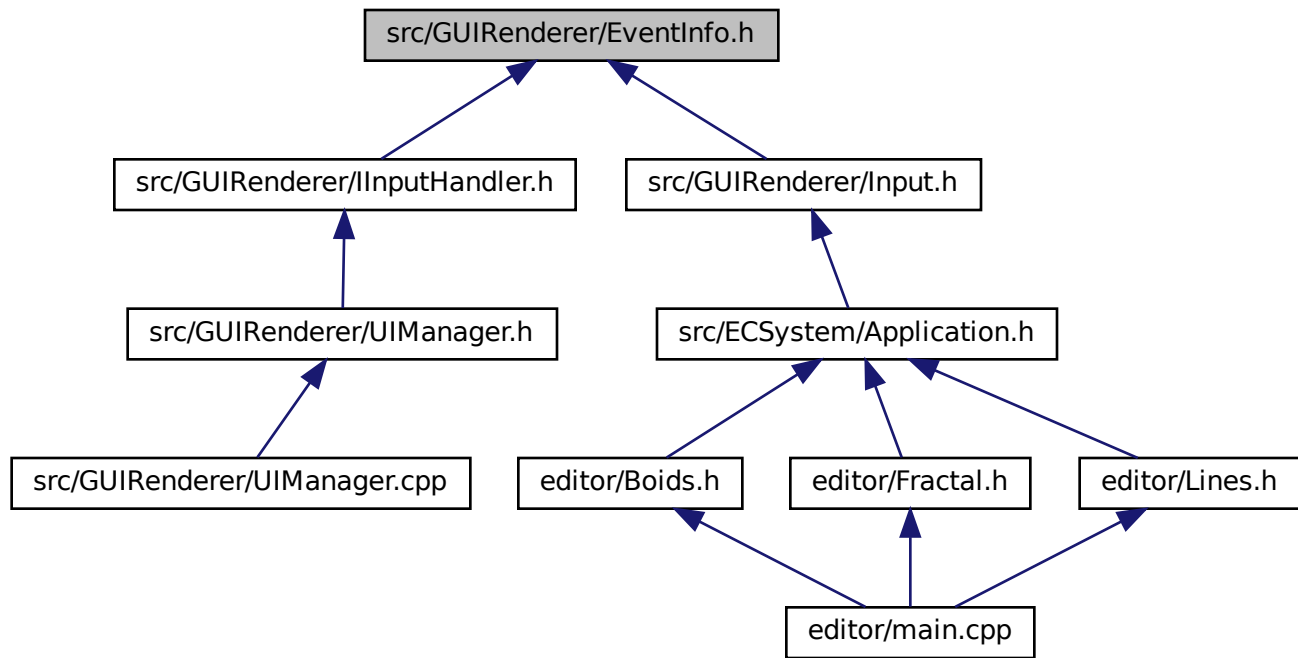 src/GUIRenderer/EventInfo.h
src/GUIRenderer/IInputHandler.h
src/GUIRenderer/Input.h
src/GUIRenderer/UIManager.h
src/ECSystem/Application.h
src/GUIRenderer/UIManager.cpp
editor/Boids.h
editor/Fractal.h
editor/Lines.h
editor/main.cpp